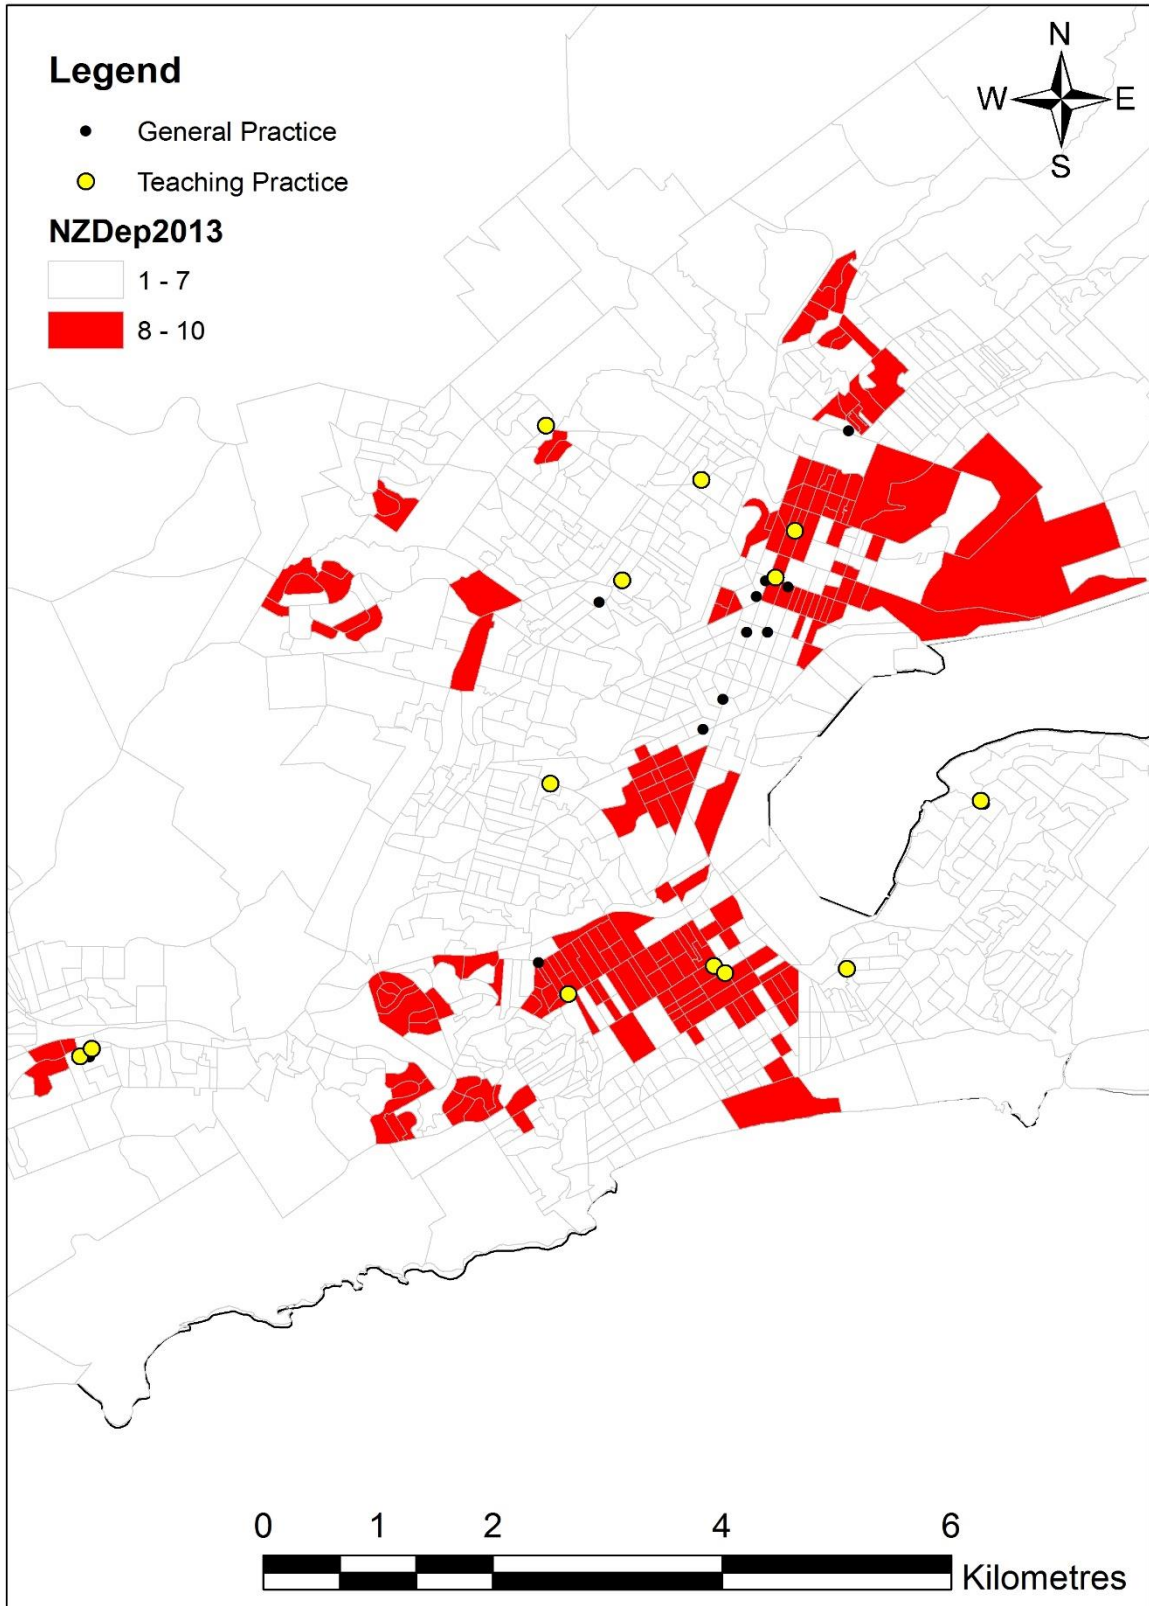 Legend
General Practice
Teaching Practice
NZDep2013
1 - 7
8 - 10
N
W E
S
0 1 2 4 6
Kilometres